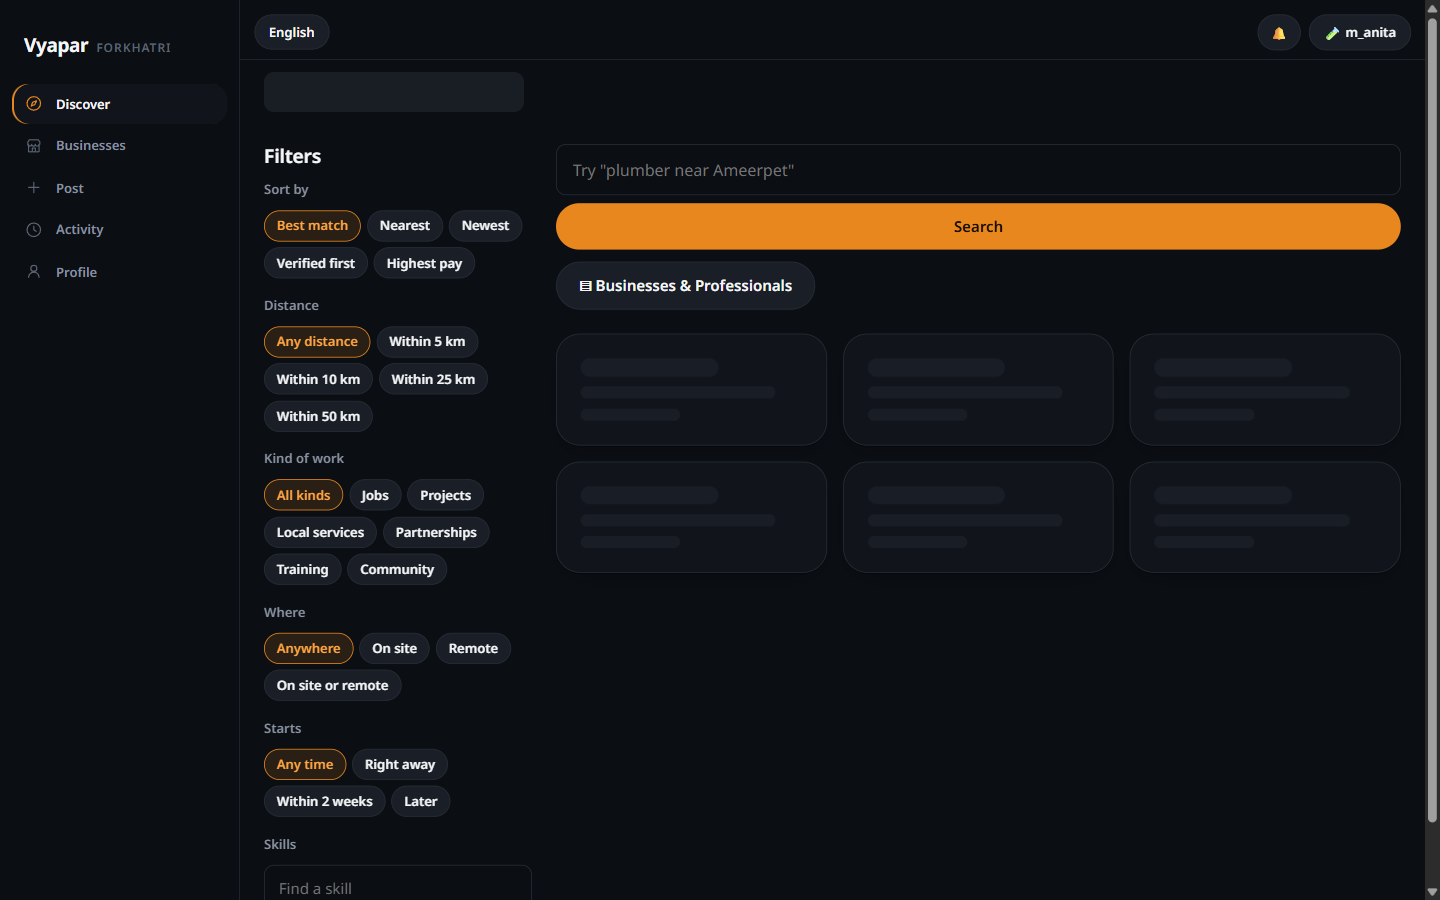 Vyapar FORKHATRI
English
m_anita
Discover
Businesses
Post
Activity
Profile
Filters
Sort by
Best match Nearest Newest
Verified first Highest pay
Distance
Any distance Within 5 km
Within 10 km Within 25 km
Within 50 km
Kind of work
All kinds Jobs Projects
Local services Partnerships
Training Community
Where
Anywhere On site Remote
On site or remote
Starts
Any time Right away
Within 2 weeks Later
Skills
Find a skill
Try "plumber near Ameerpet"
Search
Businesses & Professionals